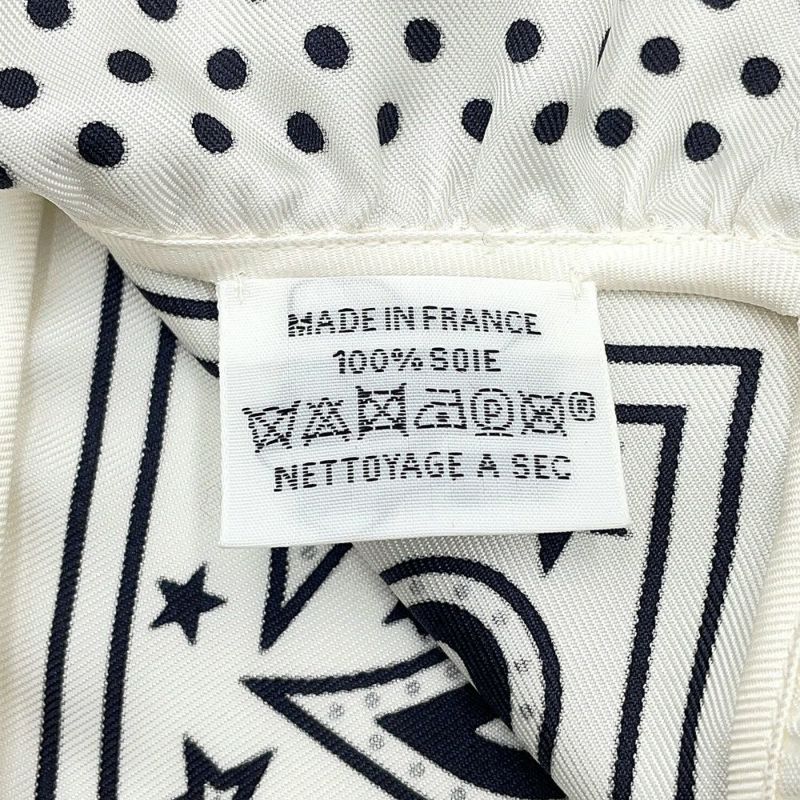 MADE IN FRANCE
100% SOIE
P ®
NETTOYAGE A SEC